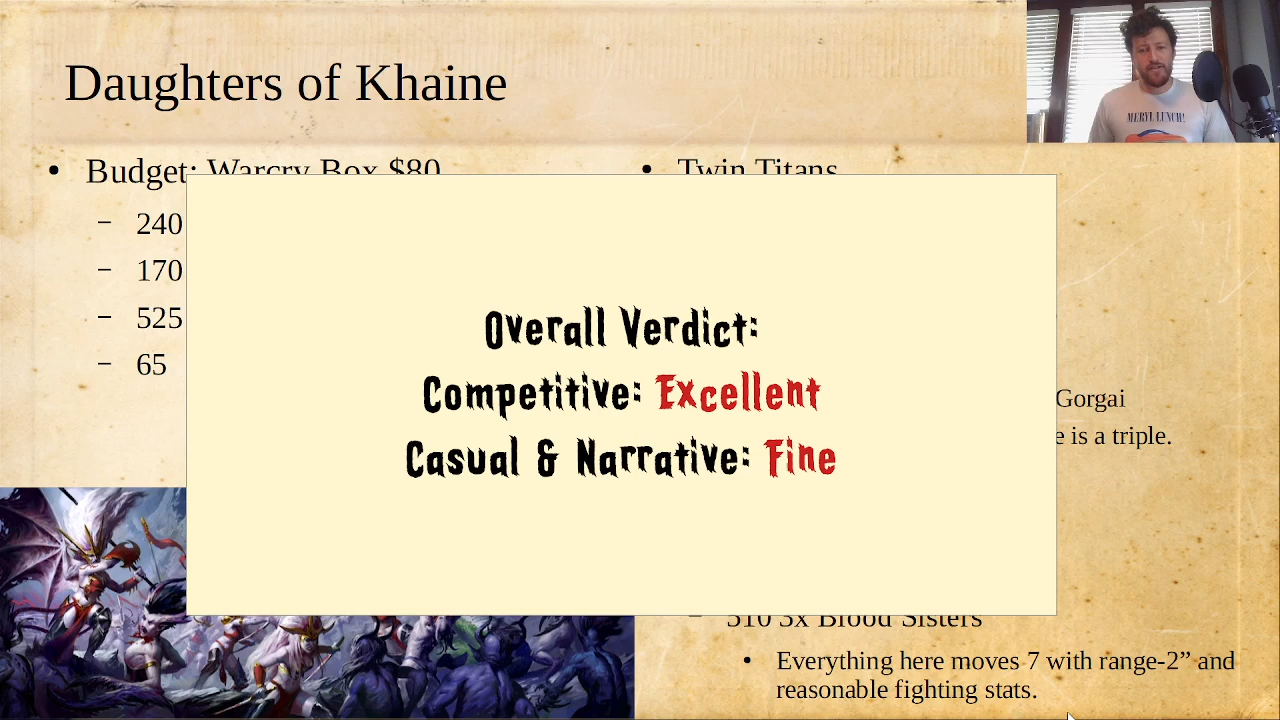 Daughters of Khaine
MERYL LUNCH!
• Budget: Warcry Box $80
– 240
– 170
– 525
– 65
• Twin Titans
Gorgai
e is a triple.
Overall Verdict:
Competitive: Excellent
Casual & Narrative: Fine
– 510 3x Blood Sisters
• Everything here moves 7 with range-2” and
reasonable fighting stats.